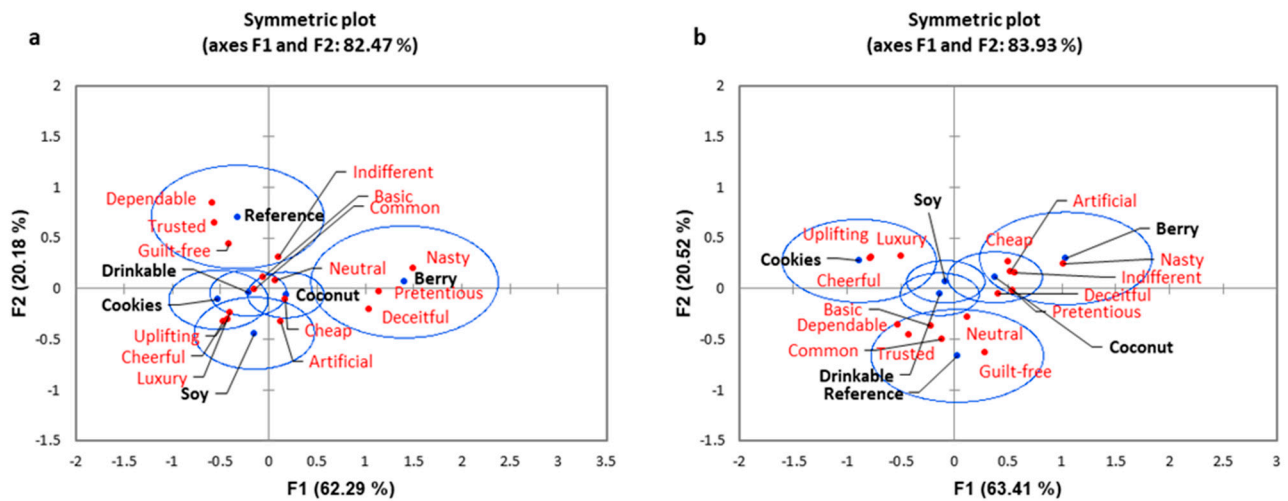 a
Symmetric plot
(axes F1 and F2: 82.47 %)
2
1.5
1
0.5
0
-0.5
-1
-1.5
F2 (20.18 %)
Indifferent
Basic
Common
Dependable
Reference
Trusted
Guilt-free
Nasty
Drinkable
Neutral
Berry
Cookies
Coconut
Pretentious
Deceitful
Uplifting
Cheap
Cheerful
Artificial
Luxury
Soy
-2 -1.5 -1 -0.5 0 0.5 1 1.5 2 2.5 3 3.5
F1 (62.29 %)
b
Symmetric plot
(axes F1 and F2: 83.93 %)
2
1.5
1
0.5
0
-0.5
-1
-1.5
F2 (20.52 %)
Soy
Artificial
Uplifting
Luxury
Cheap
Berry
Cookies
Nasty
Cheerful
Indifferent
Deceitful
Basic
Pretentious
Dependable
Neutral
Coconut
Common
Trusted
Guilt-free
Drinkable
Reference
-2 -1.5 -1 -0.5 0 0.5 1 1.5 2 2.5 3
F1 (63.41 %)